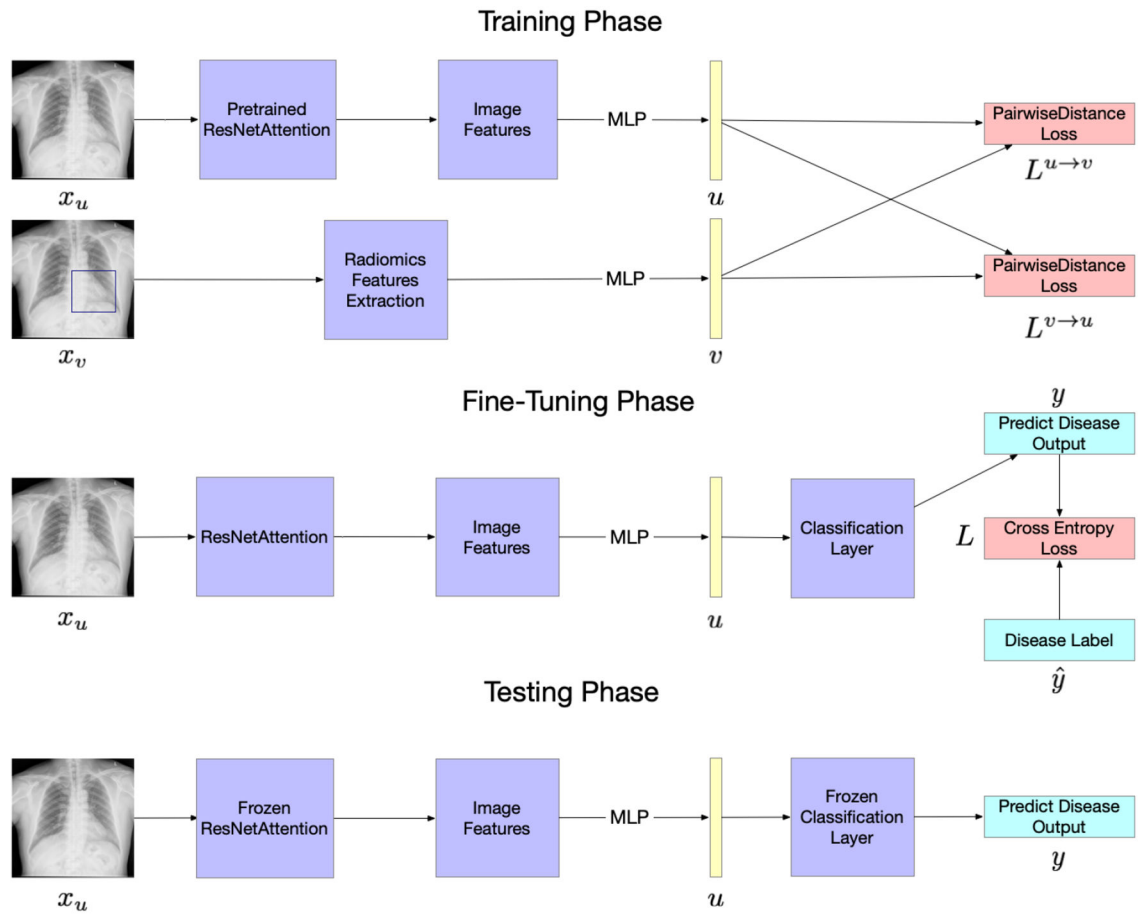 Training Phase
Pretrained
ResNetAttention
Image
Features
MLP
PairwiseDistance
Loss
x_u
u
L^{u→v}
Radiomics
Features
Extraction
MLP
PairwiseDistance
Loss
x_v
v
L^{v→u}
Fine-Tuning Phase
y
Predict Disease
Output
ResNetAttention
Image
Features
MLP
Classification
Layer
L
Cross Entropy
Loss
x_u
u
Disease Label
ŷ
Testing Phase
Frozen
ResNetAttention
Image
Features
MLP
Frozen
Classification
Layer
Predict Disease
Output
x_u
u
y